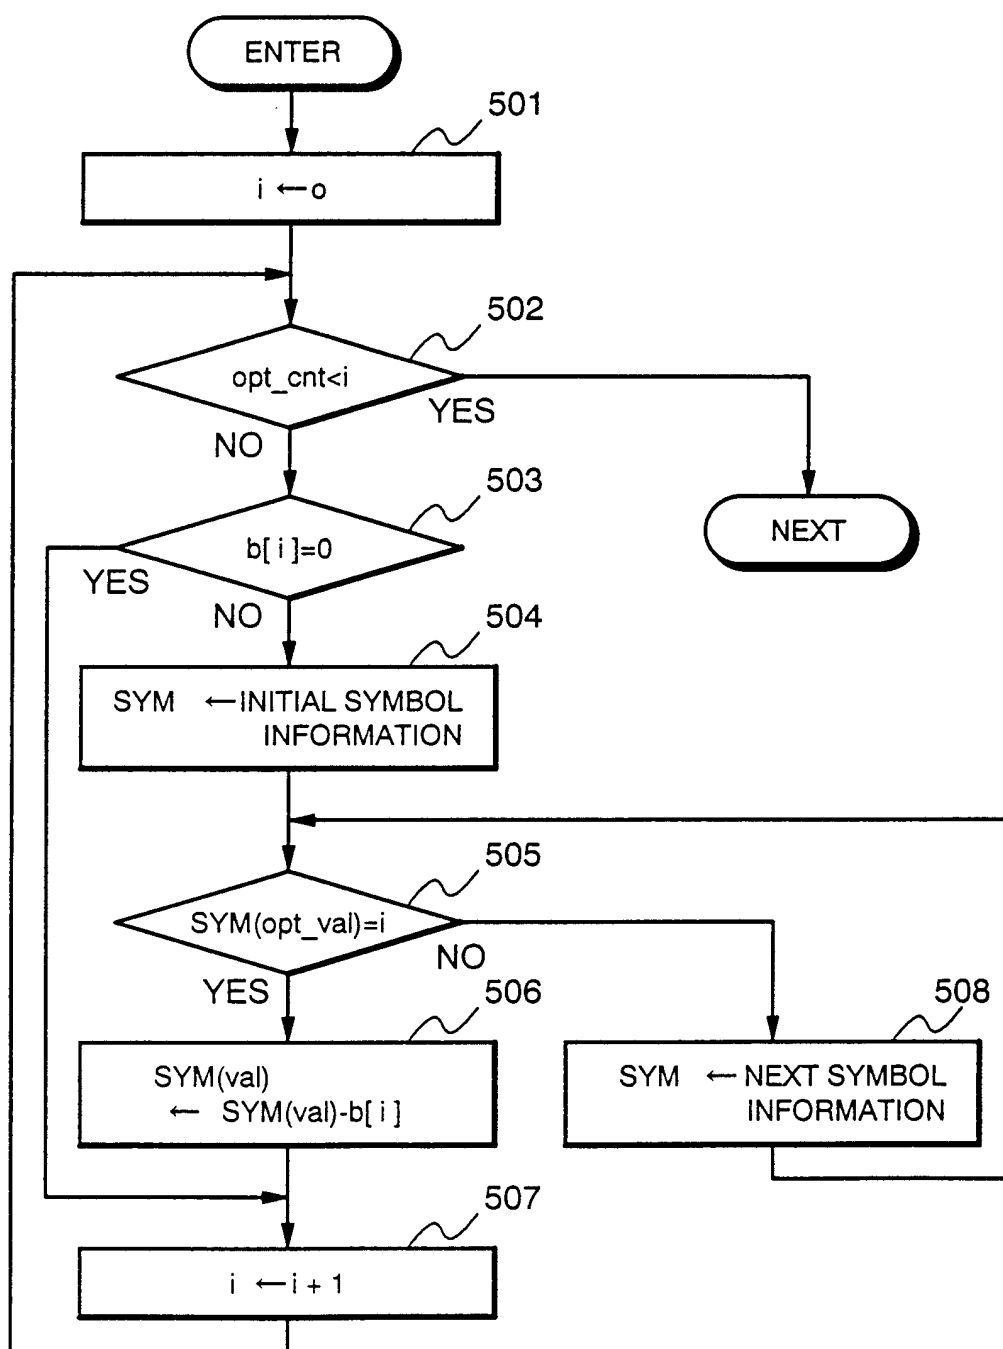 ENTER
501
i ←o
502
opt_cnt<i
YES
NO
503
b[i]=0
NEXT
YES
NO
504
SYM ←INITIAL SYMBOL
INFORMATION
505
SYM(opt_val)=i
NO
YES
506
508
SYM(val)
← SYM(val)-b[i]
SYM ← NEXT SYMBOL
INFORMATION
507
i ←i + 1